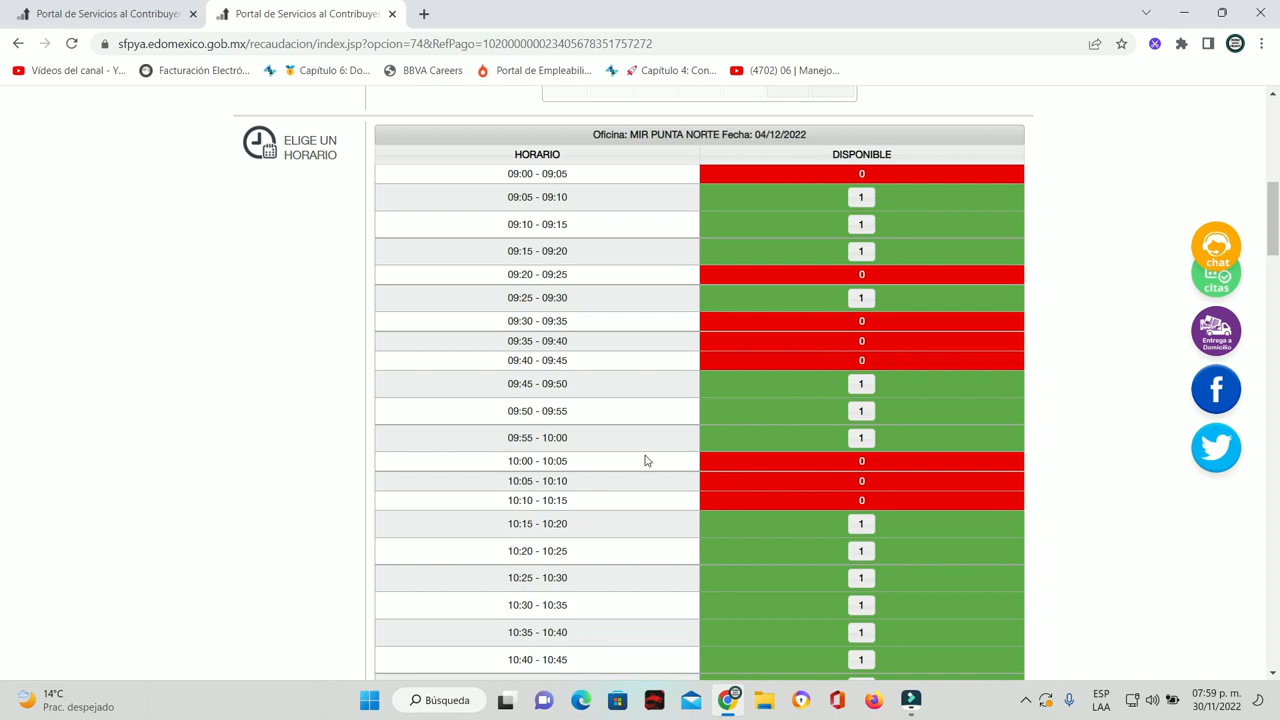 Portal de Servicios al Contribuye
Portal de Servicios al Contribuye
sfpya.edomexico.gob.mx/recaudacion/index.jsp?opcion=74&RefPago=102000000023405678351757272
Vídeos del canal - Y...
Facturación Electró...
Capítulo 6: Do...
BBVA Careers
Portal de Empleabili...
Capítulo 4: Con...
(4702) 06 | Manejo...
ELIGE UN
HORARIO
Oficina: MIR PUNTA NORTE Fecha: 04/12/2022
HORARIO DISPONIBLE
09:00 - 09:05 0
09:05 - 09:10 1
09:10 - 09:15 1
09:15 - 09:20 1
09:20 - 09:25 0
09:25 - 09:30 1
09:30 - 09:35 0
09:35 - 09:40 0
09:40 - 09:45 0
09:45 - 09:50 1
09:50 - 09:55 1
09:55 - 10:00 1
10:00 - 10:05 0
10:05 - 10:10 0
10:10 - 10:15 0
10:15 - 10:20 1
10:20 - 10:25 1
10:25 - 10:30 1
10:30 - 10:35 1
10:35 - 10:40 1
10:40 - 10:45 1
chat
citas
Entrega a
Domicilio
14°C
Prac. despejado
Búsqueda
ESP
LAA
07:59 p. m.
30/11/2022